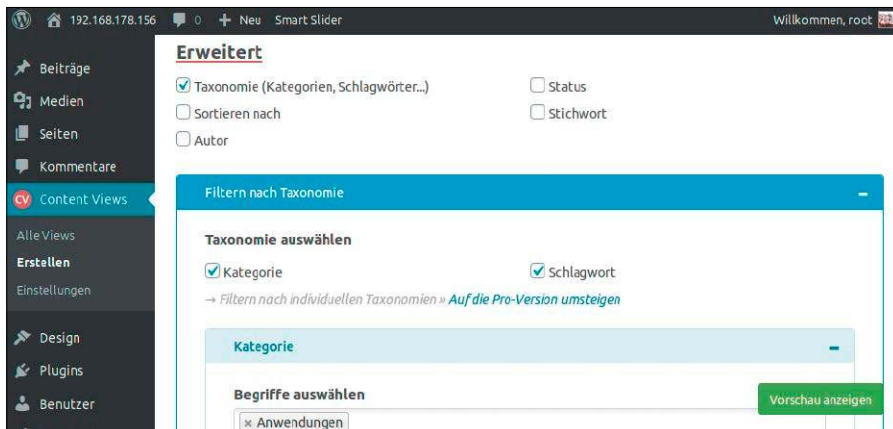 192.168.178.156 0 + Neu Smart Slider Willkommen, root
Beiträge
Medien
Seiten
Kommentare
CV Content Views
Alle Views
Erstellen
Einstellungen
Design
Plugins
Benutzer
Erweitert
Taxonomie (Kategorien, Schlagwörter...) Status
Sortieren nach Stichwort
Autor
Filtern nach Taxonomie −
Taxonomie auswählen
Kategorie Schlagwort
→ Filtern nach individuellen Taxonomien » Auf die Pro-Version umsteigen
Kategorie −
Begriffe auswählen
Vorschau anzeigen
× Anwendungen